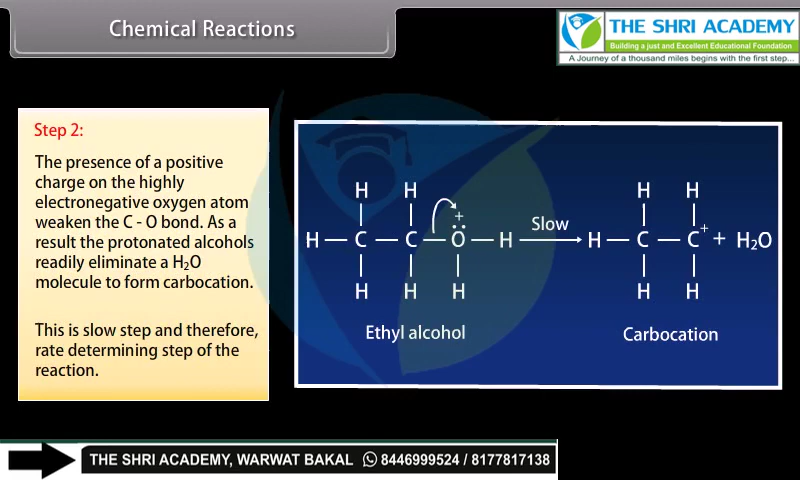 Chemical Reactions
THE SHRI ACADEMY
Building a just and Excellent Educational Foundation
A Journey of a thousand miles begins with the first step...
Step 2:
The presence of a positive
charge on the highly
electronegative oxygen atom
weaken the C - O bond. As a
result the protonated alcohols
readily eliminate a H₂O
molecule to form carbocation.
This is slow step and therefore,
rate determining step of the
reaction.
H H H H
+
H — C — C — Ö — H Slow H — C — C⁺ + H₂O
H H H H H
Ethyl alcohol Carbocation
THE SHRI ACADEMY, WARWAT BAKAL 8446999524 / 8177817138